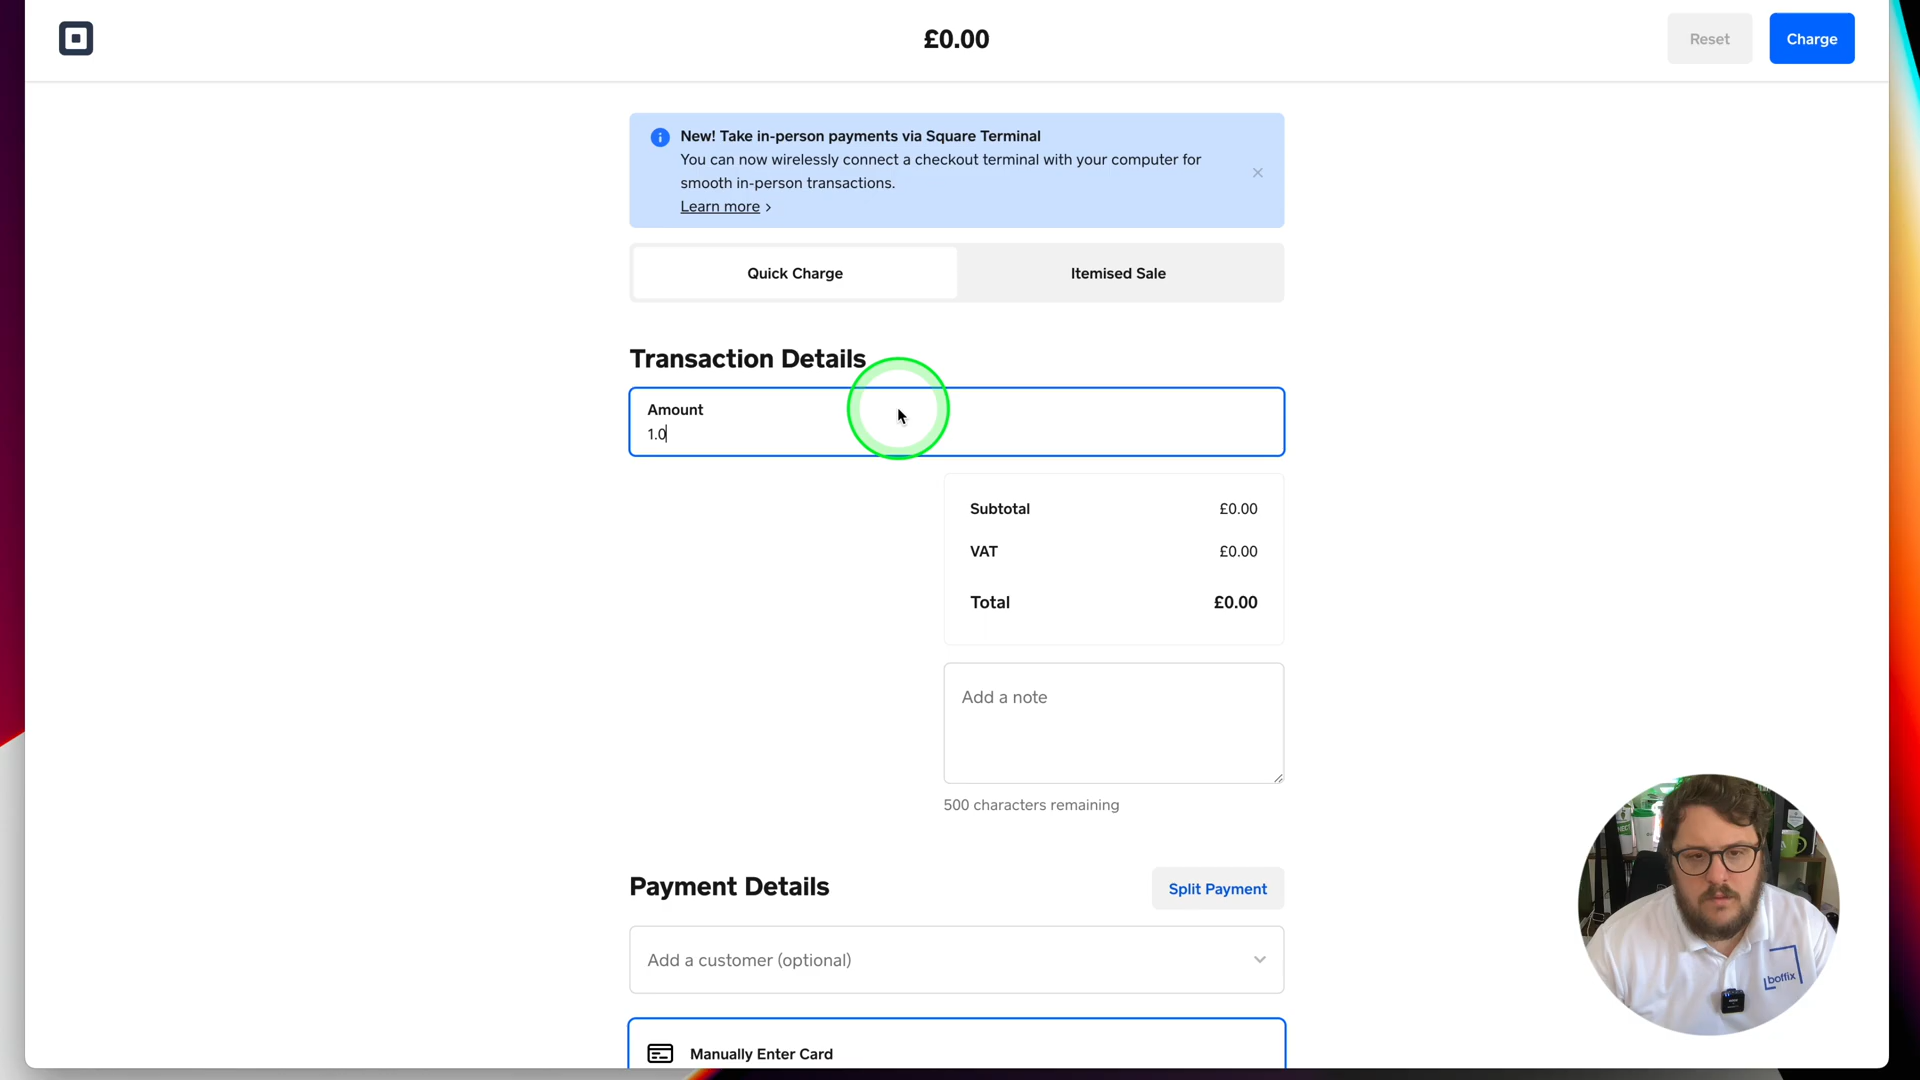 £0.00
Reset
Charge
New! Take in-person payments via Square Terminal
You can now wirelessly connect a checkout terminal with your computer for
smooth in-person transactions.
Learn more ›
Quick Charge
Itemised Sale
Transaction Details
Amount
1.0
Subtotal £0.00
VAT £0.00
Total £0.00
Add a note
500 characters remaining
Payment Details
Split Payment
Add a customer (optional)
Manually Enter Card
boffix